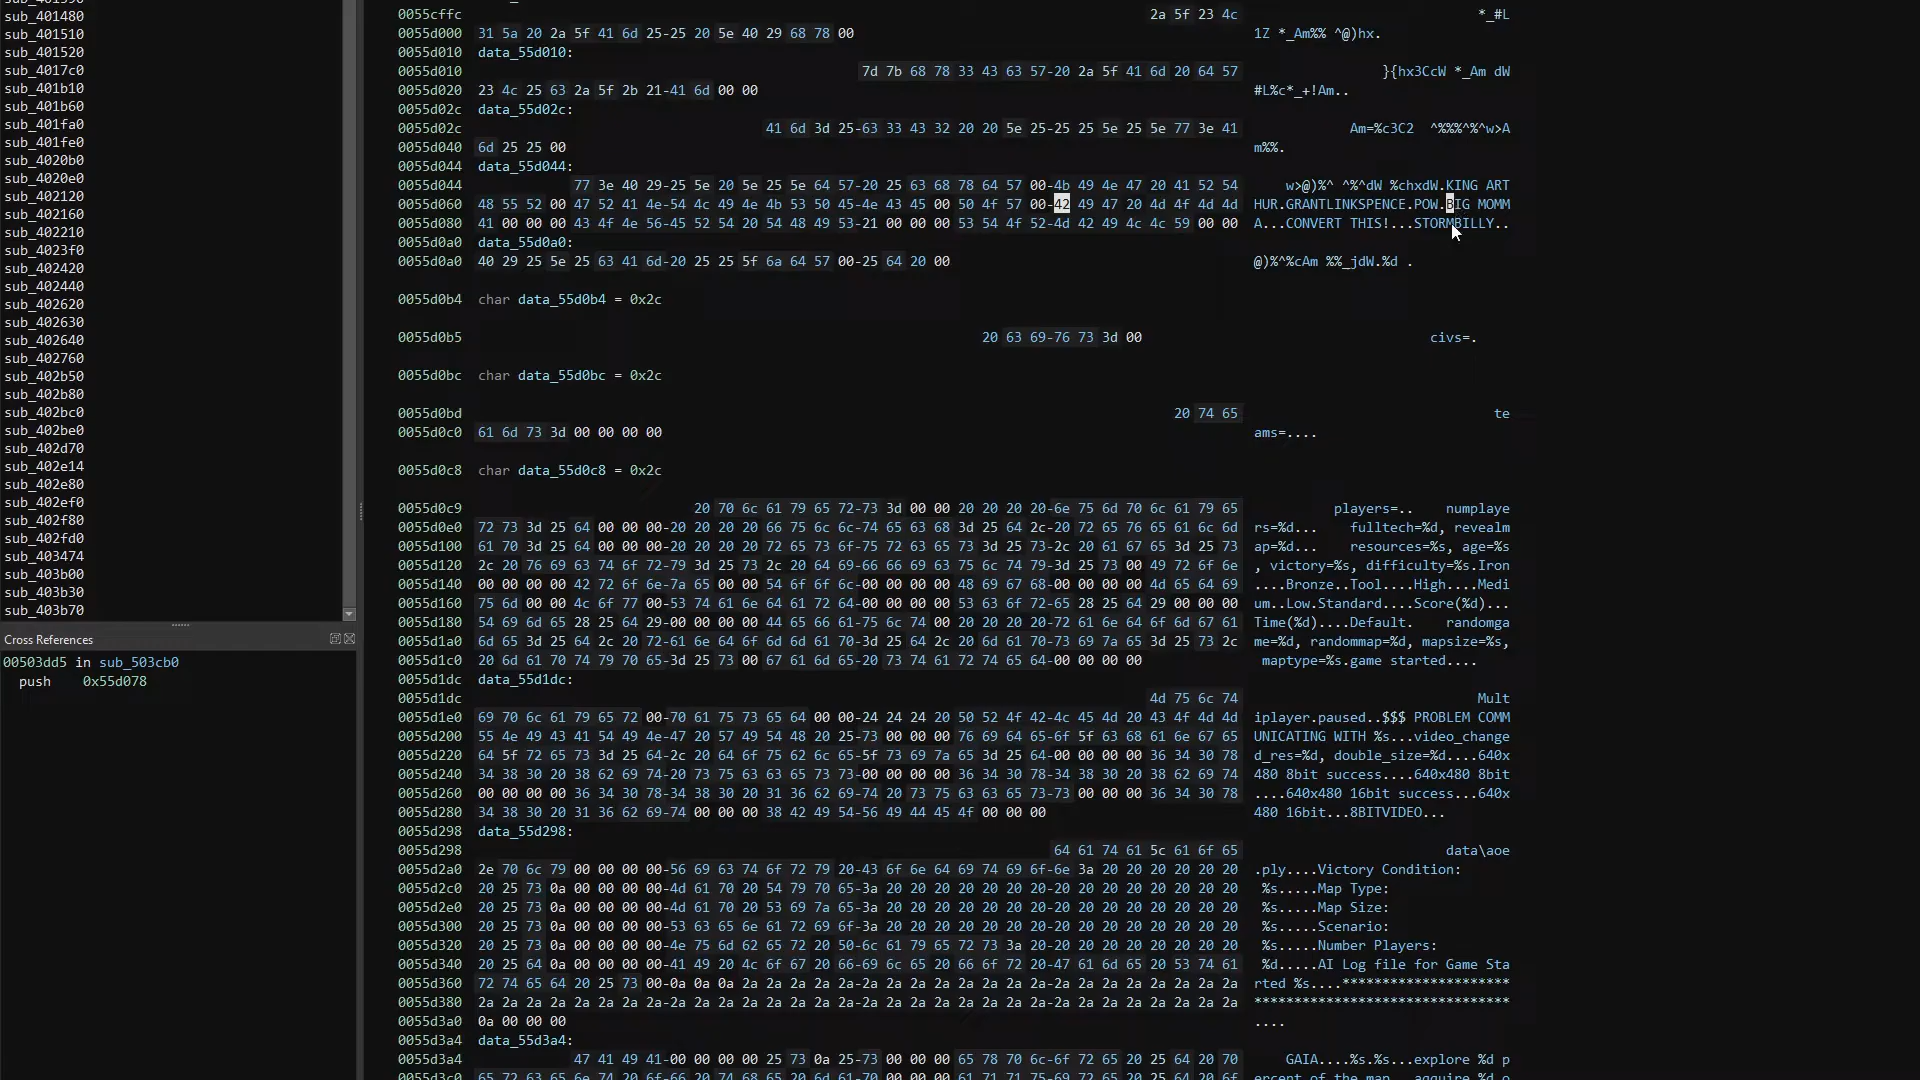 sub_401390
sub_401480
sub_401510
sub_401520
sub_4017c0
sub_401b10
sub_401b60
sub_401fa0
sub_401fe0
sub_4020b0
sub_4020e0
sub_402120
sub_402160
sub_402210
sub_4023f0
sub_402420
sub_402440
sub_402620
sub_402630
sub_402640
sub_402760
sub_402b50
sub_402b80
sub_402bc0
sub_402be0
sub_402d70
sub_402e14
sub_402e80
sub_402ef0
sub_402f80
sub_402fd0
sub_403474
sub_403b00
sub_403b30
sub_403b70
Cross References
00503dd5 in sub_503cb0
push 0x55d078
0055cffc 2a 5f 23 4c *_#L
0055d000 31 5a 20 2a 5f 41 6d 25-25 20 5e 40 29 68 78 00 1Z *_Am%% ^@)hx.
0055d010 data_55d010:
0055d010 7d 7b 68 78 33 43 63 57-20 2a 5f 41 6d 20 64 57 }{hx3CcW *_Am dW
0055d020 23 4c 25 63 2a 5f 2b 21-41 6d 00 00 #L%c*_+!Am..
0055d02c data_55d02c:
0055d02c 41 6d 3d 25-63 33 43 32 20 20 5e 25-25 25 5e 25 5e 77 3e 41 Am=%c3C2  ^%%%^%^w>A
0055d040 6d 25 25 00 m%%.
0055d044 data_55d044:
0055d044 77 3e 40 29-25 5e 20 5e 25 5e 64 57-20 25 63 68 78 64 57 00-4b 49 4e 47 20 41 52 54 w>@)%^ ^%^dW %chxdW.KING ART
0055d060 48 55 52 00 47 52 41 4e-54 4c 49 4e 4b 53 50 45-4e 43 45 00 50 4f 57 00-42 49 47 20 4d 4f 4d 4d HUR.GRANTLINKSPENCE.POW.BIG MOMM
0055d080 41 00 00 00 43 4f 4e 56-45 52 54 20 54 48 49 53-21 00 00 00 53 54 4f 52-4d 42 49 4c 4c 59 00 00 A...CONVERT THIS!...STORMBILLY..
0055d0a0 data_55d0a0:
0055d0a0 40 29 25 5e 25 63 41 6d-20 25 25 5f 6a 64 57 00-25 64 20 00 @)%^%cAm %%_jdW.%d .
0055d0b4 char data_55d0b4 = 0x2c
0055d0b5 20 63 69-76 73 3d 00 civs=.
0055d0bc char data_55d0bc = 0x2c
0055d0bd 20 74 65 te
0055d0c0 61 6d 73 3d 00 00 00 00 ams=....
0055d0c8 char data_55d0c8 = 0x2c
0055d0c9 20 70 6c 61 79 65 72-73 3d 00 00 20 20 20 20-6e 75 6d 70 6c 61 79 65 players=..    numplaye
0055d0e0 72 73 3d 25 64 00 00 00-20 20 20 20 66 75 6c 6c-74 65 63 68 3d 25 64 2c-20 72 65 76 65 61 6c 6d rs=%d...    fulltech=%d, revealm
0055d100 61 70 3d 25 64 00 00 00-20 20 20 20 72 65 73 6f-75 72 63 65 73 3d 25 73-2c 20 61 67 65 3d 25 73 ap=%d...    resources=%s, age=%s
0055d120 2c 20 76 69 63 74 6f 72-79 3d 25 73 2c 20 64 69-66 66 69 63 75 6c 74 79-3d 25 73 00 49 72 6f 6e , victory=%s, difficulty=%s.Iron
0055d140 00 00 00 00 42 72 6f 6e-7a 65 00 00 54 6f 6f 6c-00 00 00 00 48 69 67 68-00 00 00 00 4d 65 64 69 ....Bronze..Tool....High....Medi
0055d160 75 6d 00 00 4c 6f 77 00-53 74 61 6e 64 61 72 64-00 00 00 00 53 63 6f 72-65 28 25 64 29 00 00 00 um..Low.Standard....Score(%d)...
0055d180 54 69 6d 65 28 25 64 29-00 00 00 00 44 65 66 61-75 6c 74 00 20 20 20 20-72 61 6e 64 6f 6d 67 61 Time(%d)....Default.    randomga
0055d1a0 6d 65 3d 25 64 2c 20 72-61 6e 64 6f 6d 6d 61 70-3d 25 64 2c 20 6d 61 70-73 69 7a 65 3d 25 73 2c me=%d, randommap=%d, mapsize=%s,
0055d1c0 20 6d 61 70 74 79 70 65-3d 25 73 00 67 61 6d 65-20 73 74 61 72 74 65 64-00 00 00 00 maptype=%s.game started....
0055d1dc data_55d1dc:
0055d1dc 4d 75 6c 74 Mult
0055d1e0 69 70 6c 61 79 65 72 00-70 61 75 73 65 64 00 00-24 24 24 20 50 52 4f 42-4c 45 4d 20 43 4f 4d 4d iplayer.paused..$$$ PROBLEM COMM
0055d200 55 4e 49 43 41 54 49 4e-47 20 57 49 54 48 20 25-73 00 00 00 76 69 64 65-6f 5f 63 68 61 6e 67 65 UNICATING WITH %s...video_change
0055d220 64 5f 72 65 73 3d 25 64-2c 20 64 6f 75 62 6c 65-5f 73 69 7a 65 3d 25 64-00 00 00 00 36 34 30 78 d_res=%d, double_size=%d....640x
0055d240 34 38 30 20 38 62 69 74-20 73 75 63 63 65 73 73-00 00 00 00 36 34 30 78-34 38 30 20 38 62 69 74 480 8bit success....640x480 8bit
0055d260 00 00 00 00 36 34 30 78-34 38 30 20 31 36 62 69-74 20 73 75 63 63 65 73-73 00 00 00 36 34 30 78 ....640x480 16bit success...640x
0055d280 34 38 30 20 31 36 62 69-74 00 00 00 38 42 49 54-56 49 44 45 4f 00 00 00 480 16bit...8BITVIDEO...
0055d298 data_55d298:
0055d298 64 61 74 61 5c 61 6f 65 data\aoe
0055d2a0 2e 70 6c 79 00 00 00 00-56 69 63 74 6f 72 79 20-43 6f 6e 64 69 74 69 6f-6e 3a 20 20 20 20 20 20 .ply....Victory Condition:
0055d2c0 20 25 73 0a 00 00 00 00-4d 61 70 20 54 79 70 65-3a 20 20 20 20 20 20 20-20 20 20 20 20 20 20 20 %s.....Map Type:
0055d2e0 20 25 73 0a 00 00 00 00-4d 61 70 20 53 69 7a 65-3a 20 20 20 20 20 20 20-20 20 20 20 20 20 20 20 %s.....Map Size:
0055d300 20 25 73 0a 00 00 00 00-53 63 65 6e 61 72 69 6f-3a 20 20 20 20 20 20 20-20 20 20 20 20 20 20 20 %s.....Scenario:
0055d320 20 25 73 0a 00 00 00 00-4e 75 6d 62 65 72 20 50-6c 61 79 65 72 73 3a 20-20 20 20 20 20 20 20 20 %s.....Number Players:
0055d340 20 25 64 0a 00 00 00 00-41 49 20 4c 6f 67 20 66-69 6c 65 20 66 6f 72 20-47 61 6d 65 20 53 74 61 %d.....AI Log file for Game Sta
0055d360 72 74 65 64 20 25 73 00-0a 0a 0a 2a 2a 2a 2a 2a-2a 2a 2a 2a 2a 2a 2a 2a-2a 2a 2a 2a 2a 2a 2a 2a rted %s....*********************
0055d380 2a 2a 2a 2a 2a 2a 2a 2a-2a 2a 2a 2a 2a 2a 2a 2a-2a 2a 2a 2a 2a 2a 2a 2a-2a 2a 2a 2a 2a 2a 2a 2a ********************************
0055d3a0 0a 00 00 00 ....
0055d3a4 data_55d3a4:
0055d3a4 47 41 49 41-00 00 00 00 25 73 0a 25-73 00 00 00 65 78 70 6c-6f 72 65 20 25 64 20 70 GAIA....%s.%s...explore %d p
0055d3c0 65 72 63 65 6e 74 20 6f-66 20 74 68 65 20 6d 61-70 00 00 00 61 71 71 75-69 72 65 20 25 64 20 6f ercent of the map...aqquire %d o